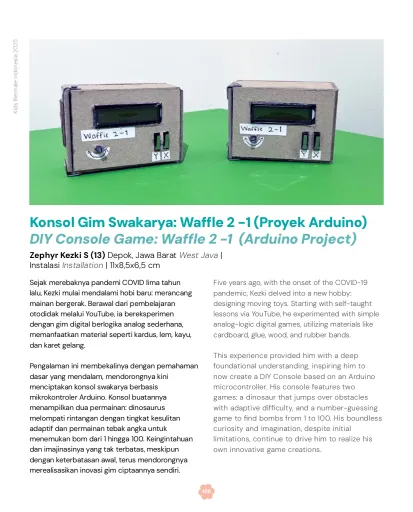 Kids Biennale Indonesia 2025
Waffle 2-1
Y X
Waffle 2-1
Y X
Konsol Gim Swakarya: Waffle 2 -1 (Proyek Arduino)
DIY Console Game: Waffle 2 -1 (Arduino Project)
Zephyr Kezki S (13) Depok, Jawa Barat West Java |
Instalasi Installation | 11x8,5x6,5 cm
Sejak merebaknya pandemi COVID lima tahun
lalu, Kezki mulai mendalami hobi baru: merancang
mainan bergerak. Berawal dari pembelajaran
otodidak melalui YouTube, ia bereksperimen
dengan gim digital berlogika analog sederhana,
memanfaatkan material seperti kardus, lem, kayu,
dan karet gelang.
Pengalaman ini membekalinya dengan pemahaman
dasar yang mendalam, mendorongnya kini
menciptakan konsol swakarya berbasis
mikrokontroler Arduino. Konsol buatannya
menampilkan dua permainan: dinosaurus
melompati rintangan dengan tingkat kesulitan
adaptif dan permainan tebak angka untuk
menemukan bom dari 1 hingga 100. Keingintahuan
dan imajinasinya yang tak terbatas, meskipun
dengan keterbatasan awal, terus mendorongnya
merealisasikan inovasi gim ciptaannya sendiri.
Five years ago, with the onset of the COVID-19
pandemic, Kezki delved into a new hobby:
designing moving toys. Starting with self-taught
lessons via YouTube, he experimented with simple
analog-logic digital games, utilizing materials like
cardboard, glue, wood, and rubber bands.
This experience provided him with a deep
foundational understanding, inspiring him to
now create a DIY Console based on an Arduino
microcontroller. His console features two
games: a dinosaur that jumps over obstacles
with adaptive difficulty, and a number-guessing
game to find bombs from 1 to 100. His boundless
curiosity and imagination, despite initial
limitations, continue to drive him to realize his
own innovative game creations.